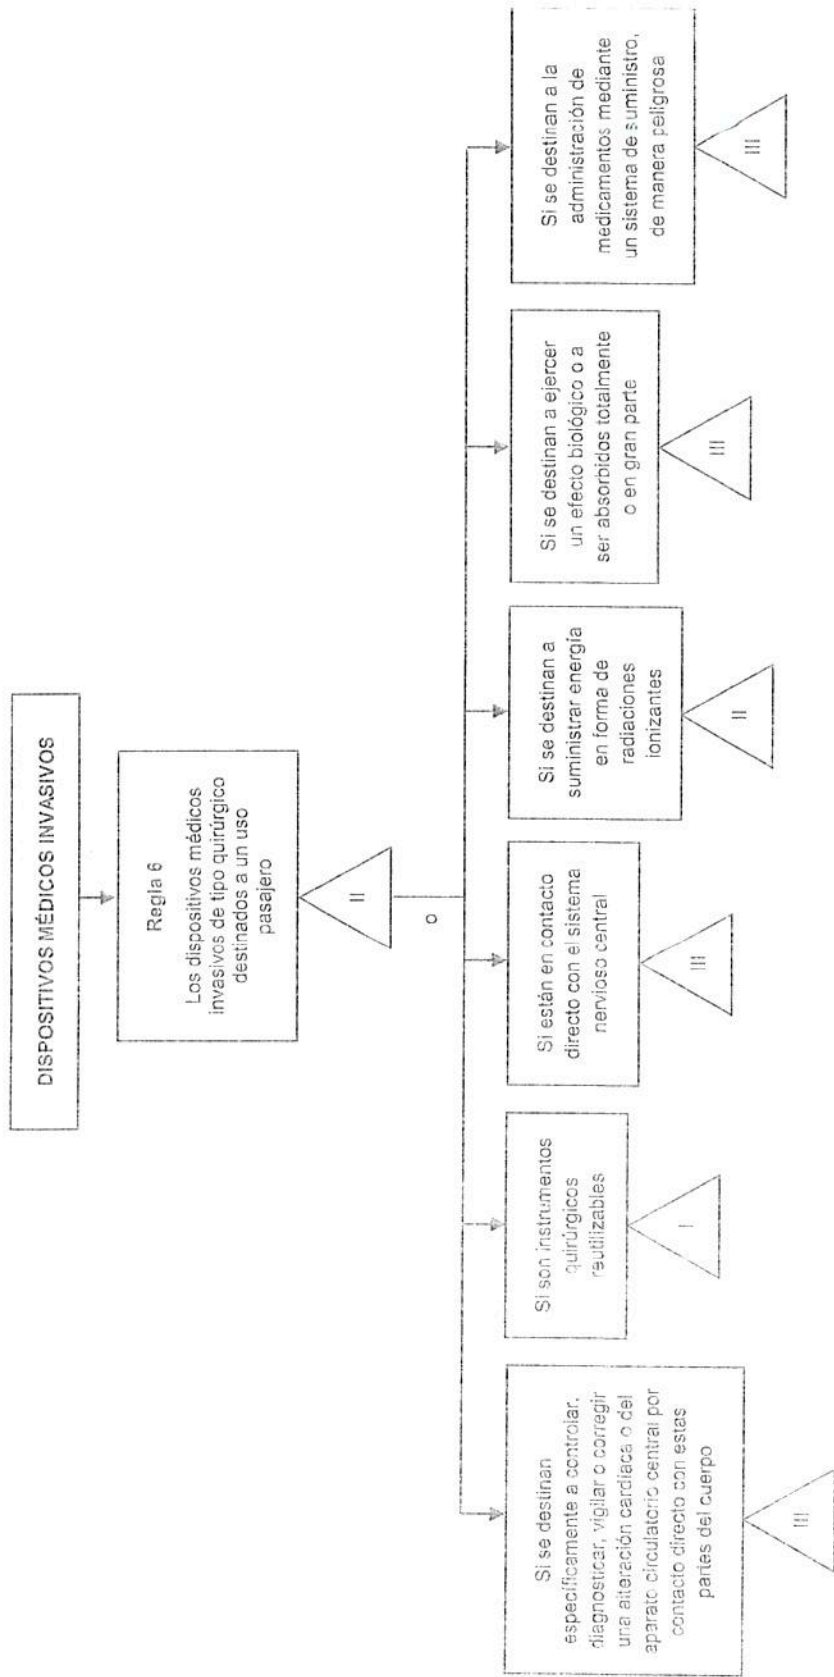 DISPOSITIVOS MÉDICOS INVASIVOS
Regla 6
Los dispositivos médicos
invasivos de tipo quirúrgico
destinados a un uso
pasajero
II
o
Si se destinan
específicamente a controlar,
diagnosticar, vigilar o corregir
una alteración cardíaca o del
aparato circulatorio central por
contacto directo con estas
partes del cuerpo
III
Si son instrumentos
quirúrgicos
reutilizables
I
Si están en contacto
directo con el sistema
nervioso central
III
Si se destinan a
suministrar energía
en forma de
radiaciones
ionizantes
II
Si se destinan a ejercer
un efecto biológico o a
ser absorbidos totalmente
o en gran parte
III
Si se destinan a la
administración de
medicamentos mediante
un sistema de suministro,
de manera peligrosa
III